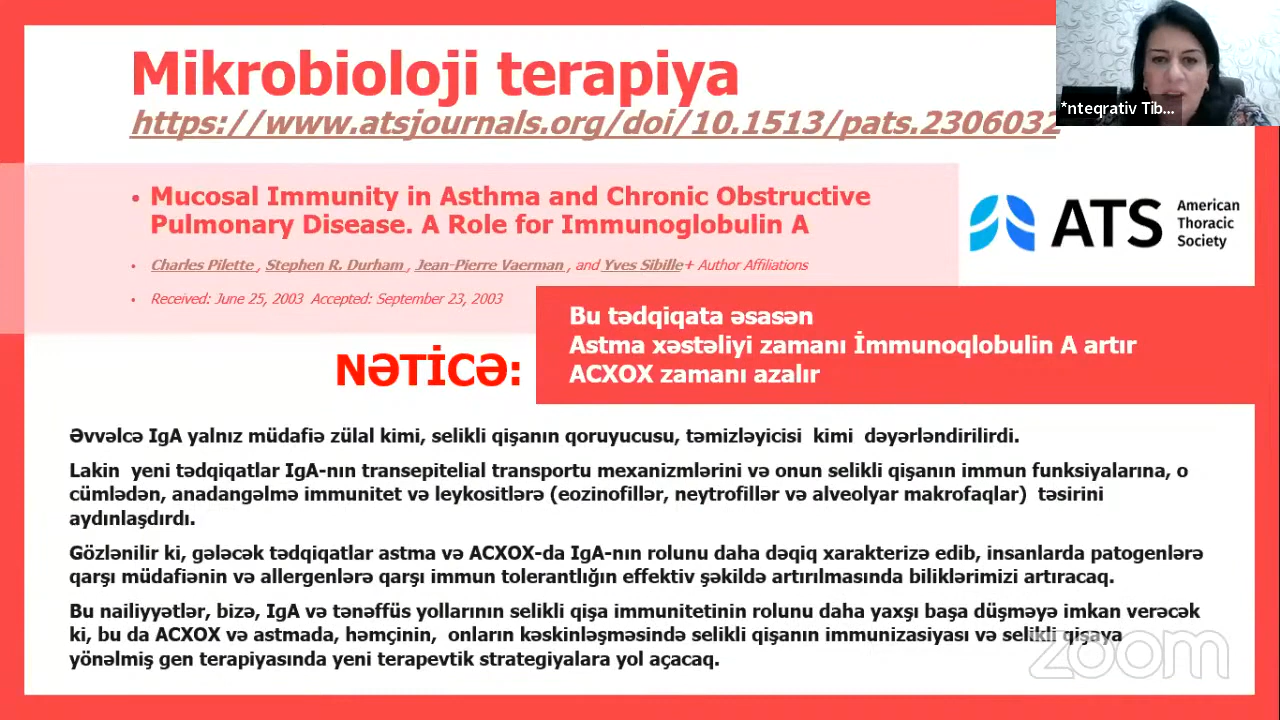 Mikrobioloji terapiya
https://www.atsjournals.org/doi/10.1513/pats.2306032
*nteqrativ Tib...
• Mucosal Immunity in Asthma and Chronic Obstructive
Pulmonary Disease. A Role for Immunoglobulin A
• Charles Pilette , Stephen R. Durham , Jean-Pierre Vaerman , and Yves Sibille+ Author Affiliations
• Received: June 25, 2003 Accepted: September 23, 2003
ATS
American
Thoracic
Society
NƏTİCƏ:
Bu tədqiqata əsasən
Astma xəstəliyi zamanı İmmunoqlobulin A artır
ACXOX zamanı azalır
Əvvəlcə IgA yalnız müdafiə zülal kimi, selikli qişanın qoruyucusu, təmizləyicisi kimi dəyərləndirilirdi.
Lakin yeni tədqiqatlar IgA-nın transepitelial transportu mexanizmlərini və onun selikli qişanın immun funksiyalarına, o
cümlədən, anadangəlmə immunitet və leykositlərə (eozinofillər, neytrofillər və alveolyar makrofaqlar) təsirini
aydınlaşdırdı.
Gözlənilir ki, gələcək tədqiqatlar astma və ACXOX-da IgA-nın rolunu daha dəqiq xarakterizə edib, insanlarda patogenlərə
qarşı müdafiənin və allergenlərə qarşı immun tolerantlığın effektiv şəkildə artırılmasında biliklərimizi artıracaq.
Bu nailiyyətlər, bizə, IgA və tənəffüs yollarının selikli qişa immunitetinin rolunu daha yaxşı başa düşməyə imkan verəcək
ki, bu da ACXOX və astmada, həmçinin, onların kəskinləşməsində selikli qişanın immunizasiyası və selikli qişaya
yönəlmiş gen terapiyasında yeni terapevtik strategiyalara yol açacaq.
zoom